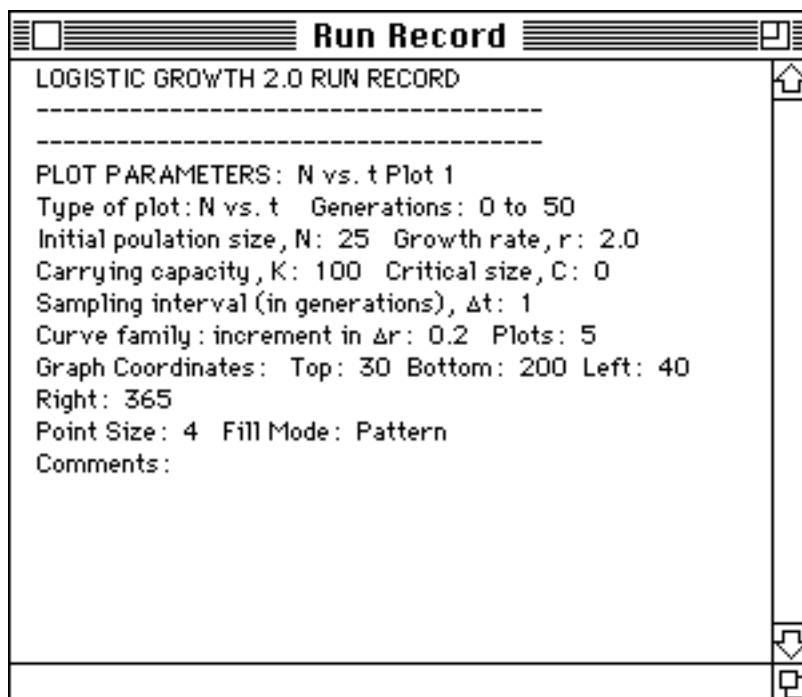 Run Record
LOGISTIC GROWTH 2.0 RUN RECORD
---------------------------------------
---------------------------------------
PLOT PARAMETERS: N vs. t Plot 1
Type of plot: N vs. t Generations: 0 to 50
Initial poulation size, N: 25 Growth rate, r: 2.0
Carrying capacity, K: 100 Critical size, C: 0
Sampling interval (in generations), Δt: 1
Curve family: increment in Δr: 0.2 Plots: 5
Graph Coordinates: Top: 30 Bottom: 200 Left: 40
Right: 365
Point Size: 4 Fill Mode: Pattern
Comments: